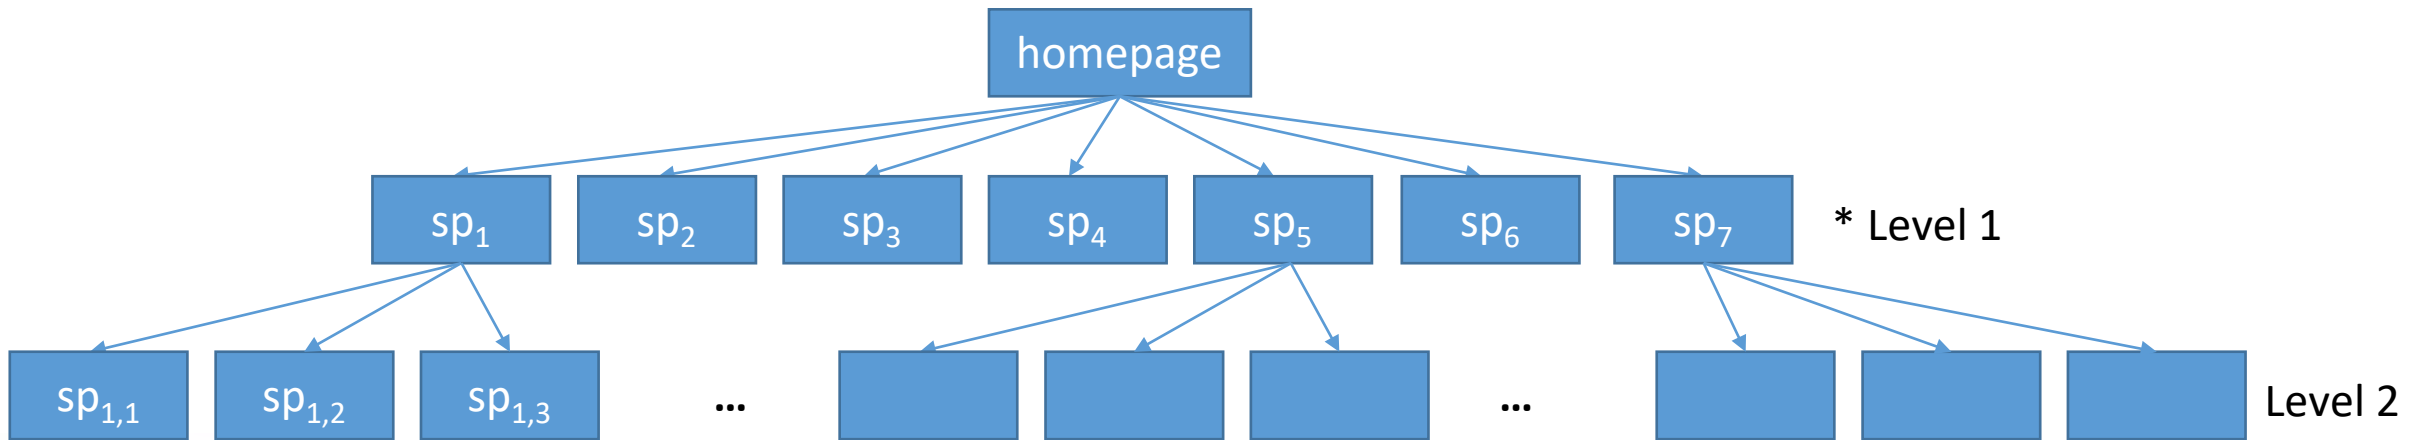 homepage
sp1 sp2 sp3 sp4 sp5 sp6 sp7 * Level 1
sp1,1 sp1,2 sp1,3 ... ... Level 2